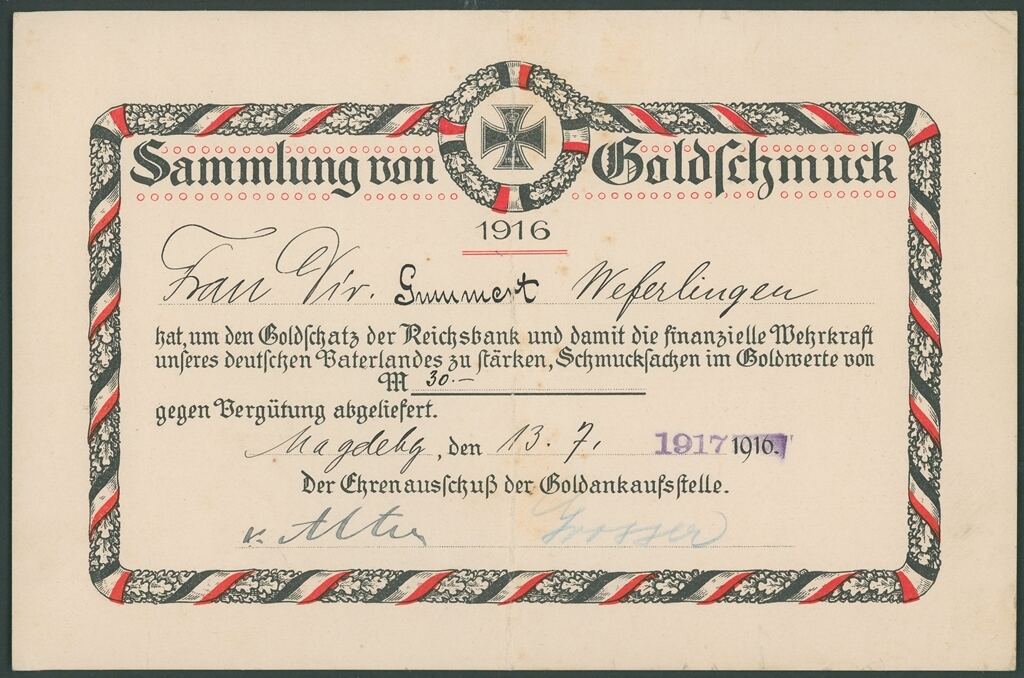 Sammlung von Goldschmuck
1916
Frau Dir. Gummert Weferlingen
hat, um den Goldschatz der Reichsbank und damit die finanzielle Wehrkraft
unseres deutschen Vaterlandes zu stärken, Schmucksachen im Goldwerte von
M 30.–
gegen Vergütung abgeliefert.
Magdebg, den 13. 7. 1917 1916.
Der Ehrenausschuß der Goldankaufsstelle.
v. Alten Grosser